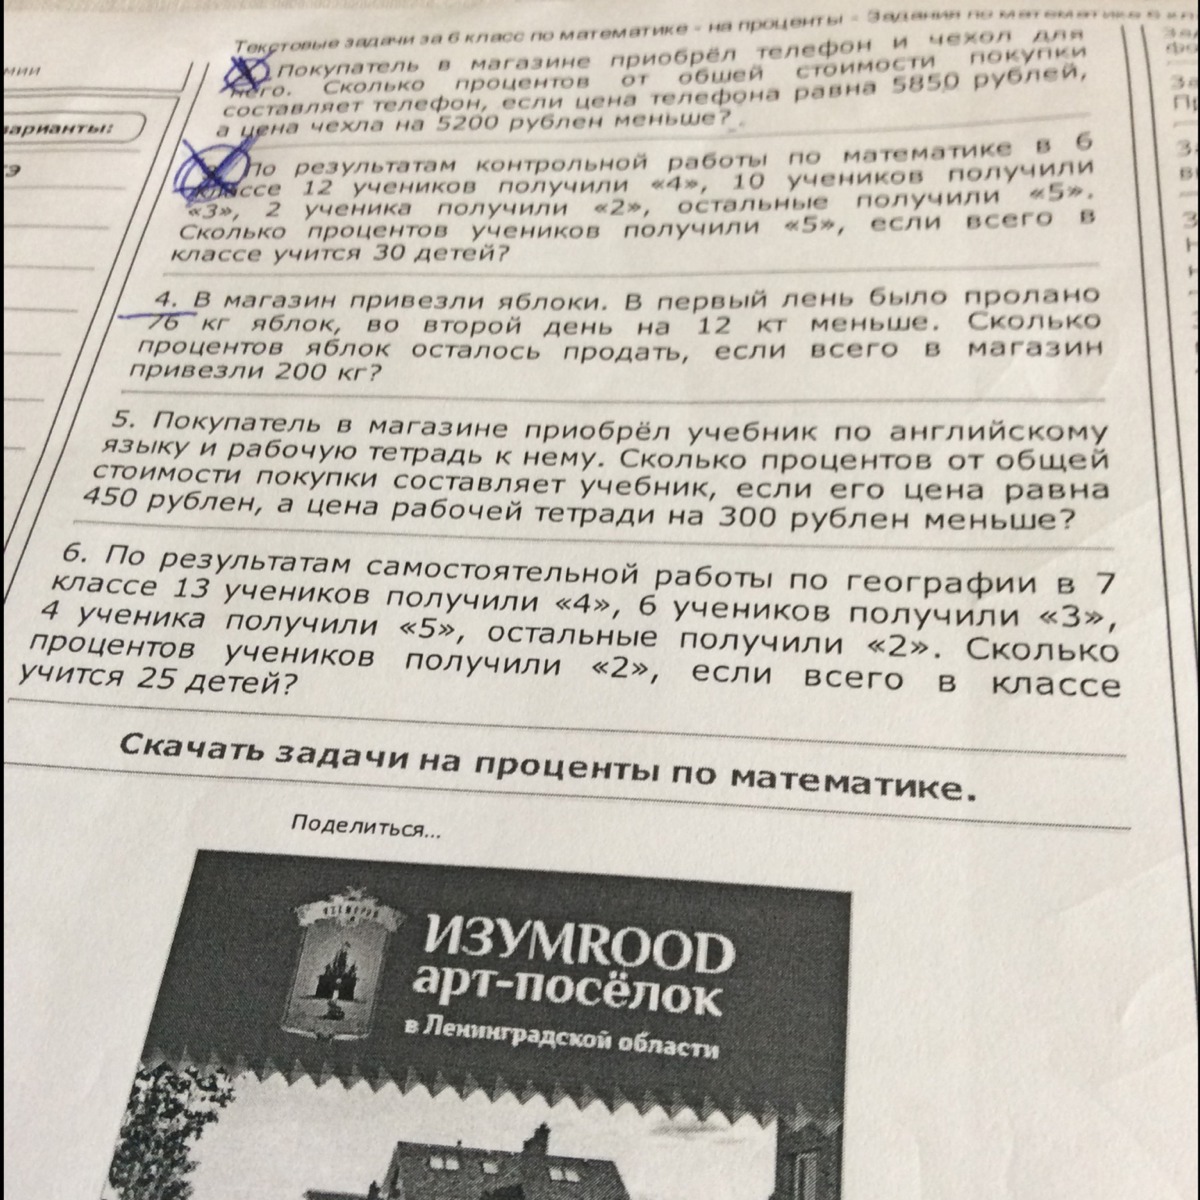 Текстовые задачи за 6 класс по математике - на проценты - Задания по математике 6
Покупатель в магазине приобрёл телефон и чехол для
него. Сколько процентов от общей стоимости покупки
составляет телефон, если цена телефона равна 5850 рублей,
а цена чехла на 5200 рублен меньше?
По результатам контрольной работы по математике в 6
классе 12 учеников получили «4», 10 учеников получили
«3», 2 ученика получили «2», остальные получили «5».
Сколько процентов учеников получили «5», если всего в
классе учится 30 детей?
4. В магазин привезли яблоки. В первый лень было пролано
76 кг яблок, во второй день на 12 кт меньше. Сколько
процентов яблок осталось продать, если всего в магазин
привезли 200 кг?
5. Покупатель в магазине приобрёл учебник по английскому
языку и рабочую тетрадь к нему. Сколько процентов от общей
стоимости покупки составляет учебник, если его цена равна
450 рублен, а цена рабочей тетради на 300 рублен меньше?
6. По результатам самостоятельной работы по географии в 7
классе 13 учеников получили «4», 6 учеников получили «3»,
4 ученика получили «5», остальные получили «2». Сколько
процентов учеников получили «2», если всего в классе
учится 25 детей?
Скачать задачи на проценты по математике.
Поделиться...
ИЗУМROOD
арт-посёлок
в Ленинградской области
мии
варианты: